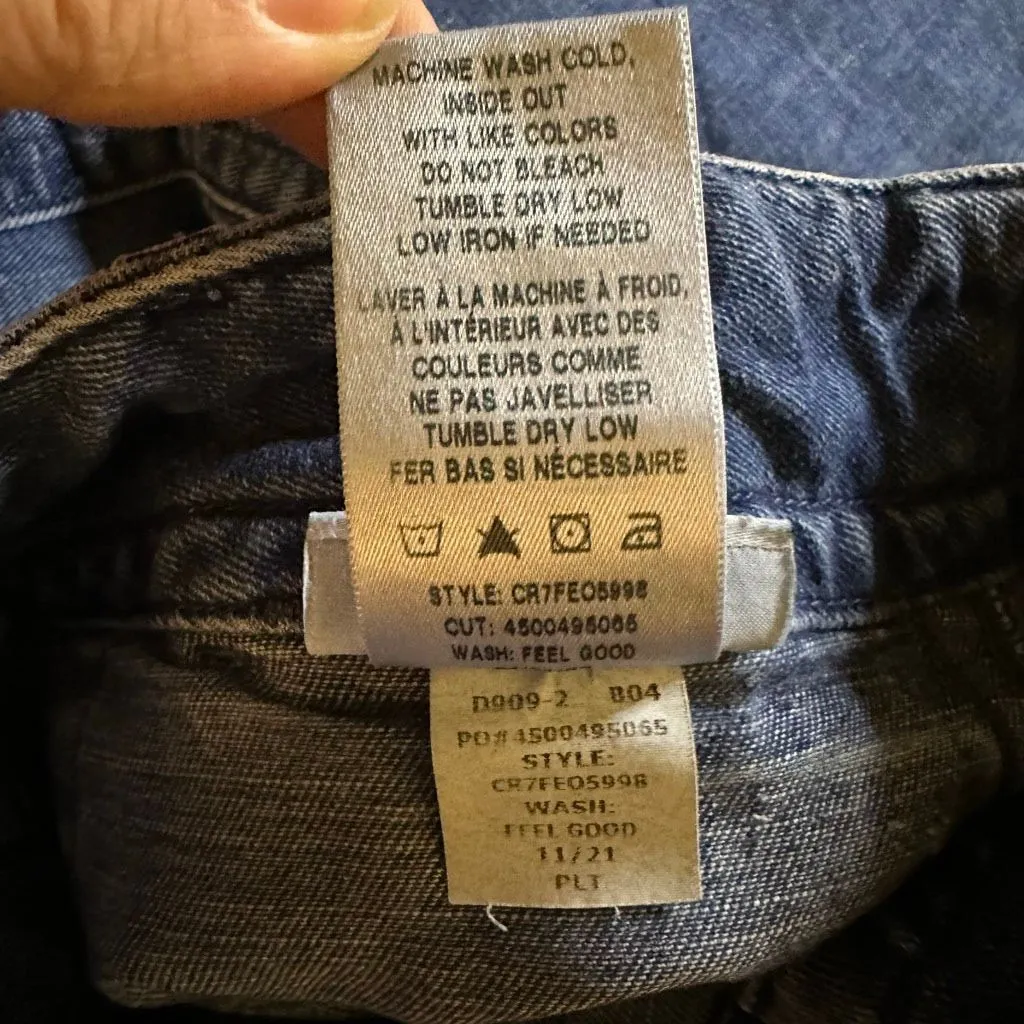 MACHINE WASH COLD,
INSIDE OUT
WITH LIKE COLORS
DO NOT BLEACH
TUMBLE DRY LOW
LOW IRON IF NEEDED
LAVER À LA MACHINE À FROID,
À L'INTÉRIEUR AVEC DES
COULEURS COMME
NE PAS JAVELLISER
TUMBLE DRY LOW
FER BAS SI NÉCESSAIRE
STYLE: CR7FEO5998
CUT: 4500495065
WASH: FEEL GOOD
D909-2 B04
PO# 4500495065
STYLE:
CR7FEO5998
WASH:
FEEL GOOD
11/21
PLT